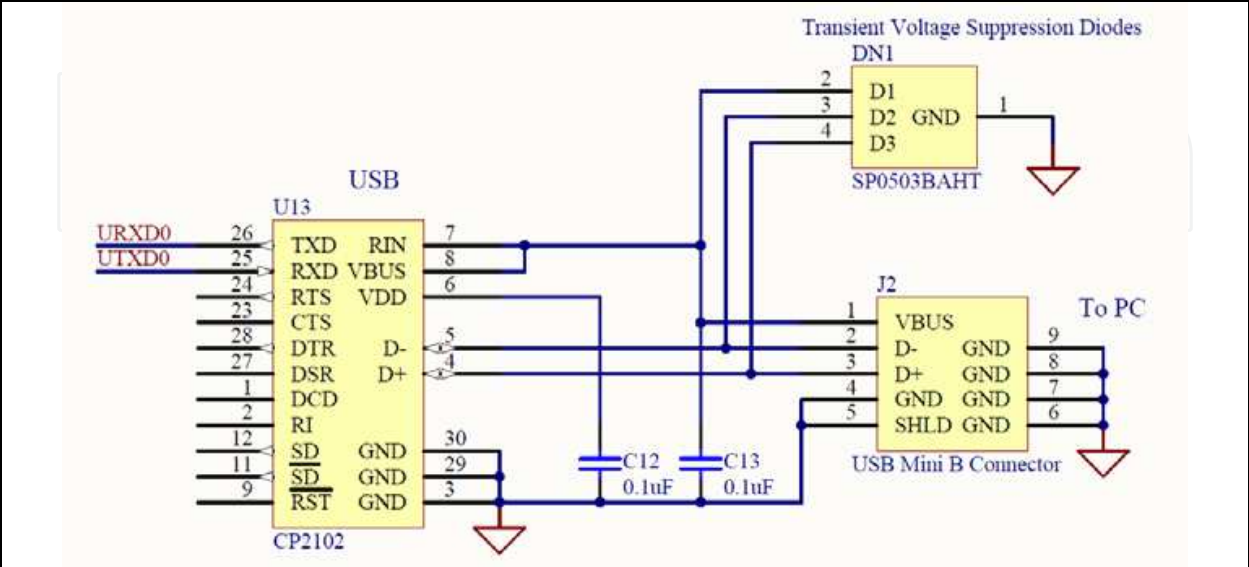 Transient Voltage Suppression Diodes
DN1
2 D1
3 D2 GND 1
4 D3
SP0503BAHT
USB
U13
URXD0 26 TXD RIN 7
UTXD0 25 RXD VBUS 8
24 RTS VDD 6
23 CTS
28 DTR D- 5
27 DSR D+ 4
1 DCD
2 RI
12 SD GND 30
11 SD GND 29
9 RST GND 3
CP2102
C12
0.1uF
C13
0.1uF
J2
To PC
1 VBUS
2 D- GND 9
3 D+ GND 8
4 GND GND 7
5 SHLD GND 6
USB Mini B Connector